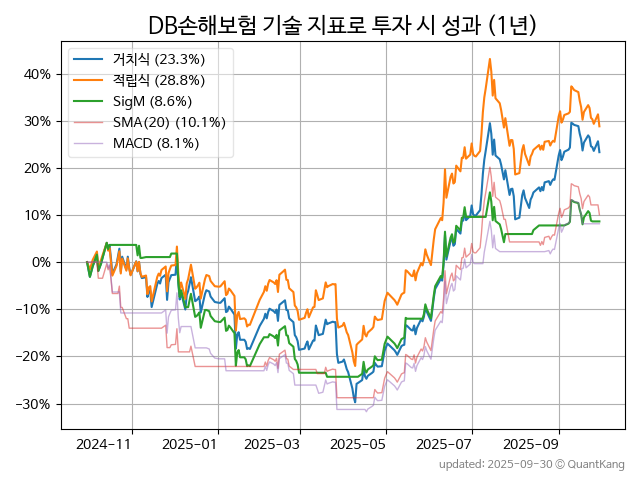 DB손해보험 기술 지표로 투자 시 성과 (1년)
거치식 (23.3%)
적립식 (28.8%)
SigM (8.6%)
SMA(20) (10.1%)
MACD (8.1%)
40%
30%
20%
10%
0%
−10%
−20%
−30%
2024−11 2025−01 2025−03 2025−05 2025−07 2025−09
updated: 2025-09-30 © QuantKang